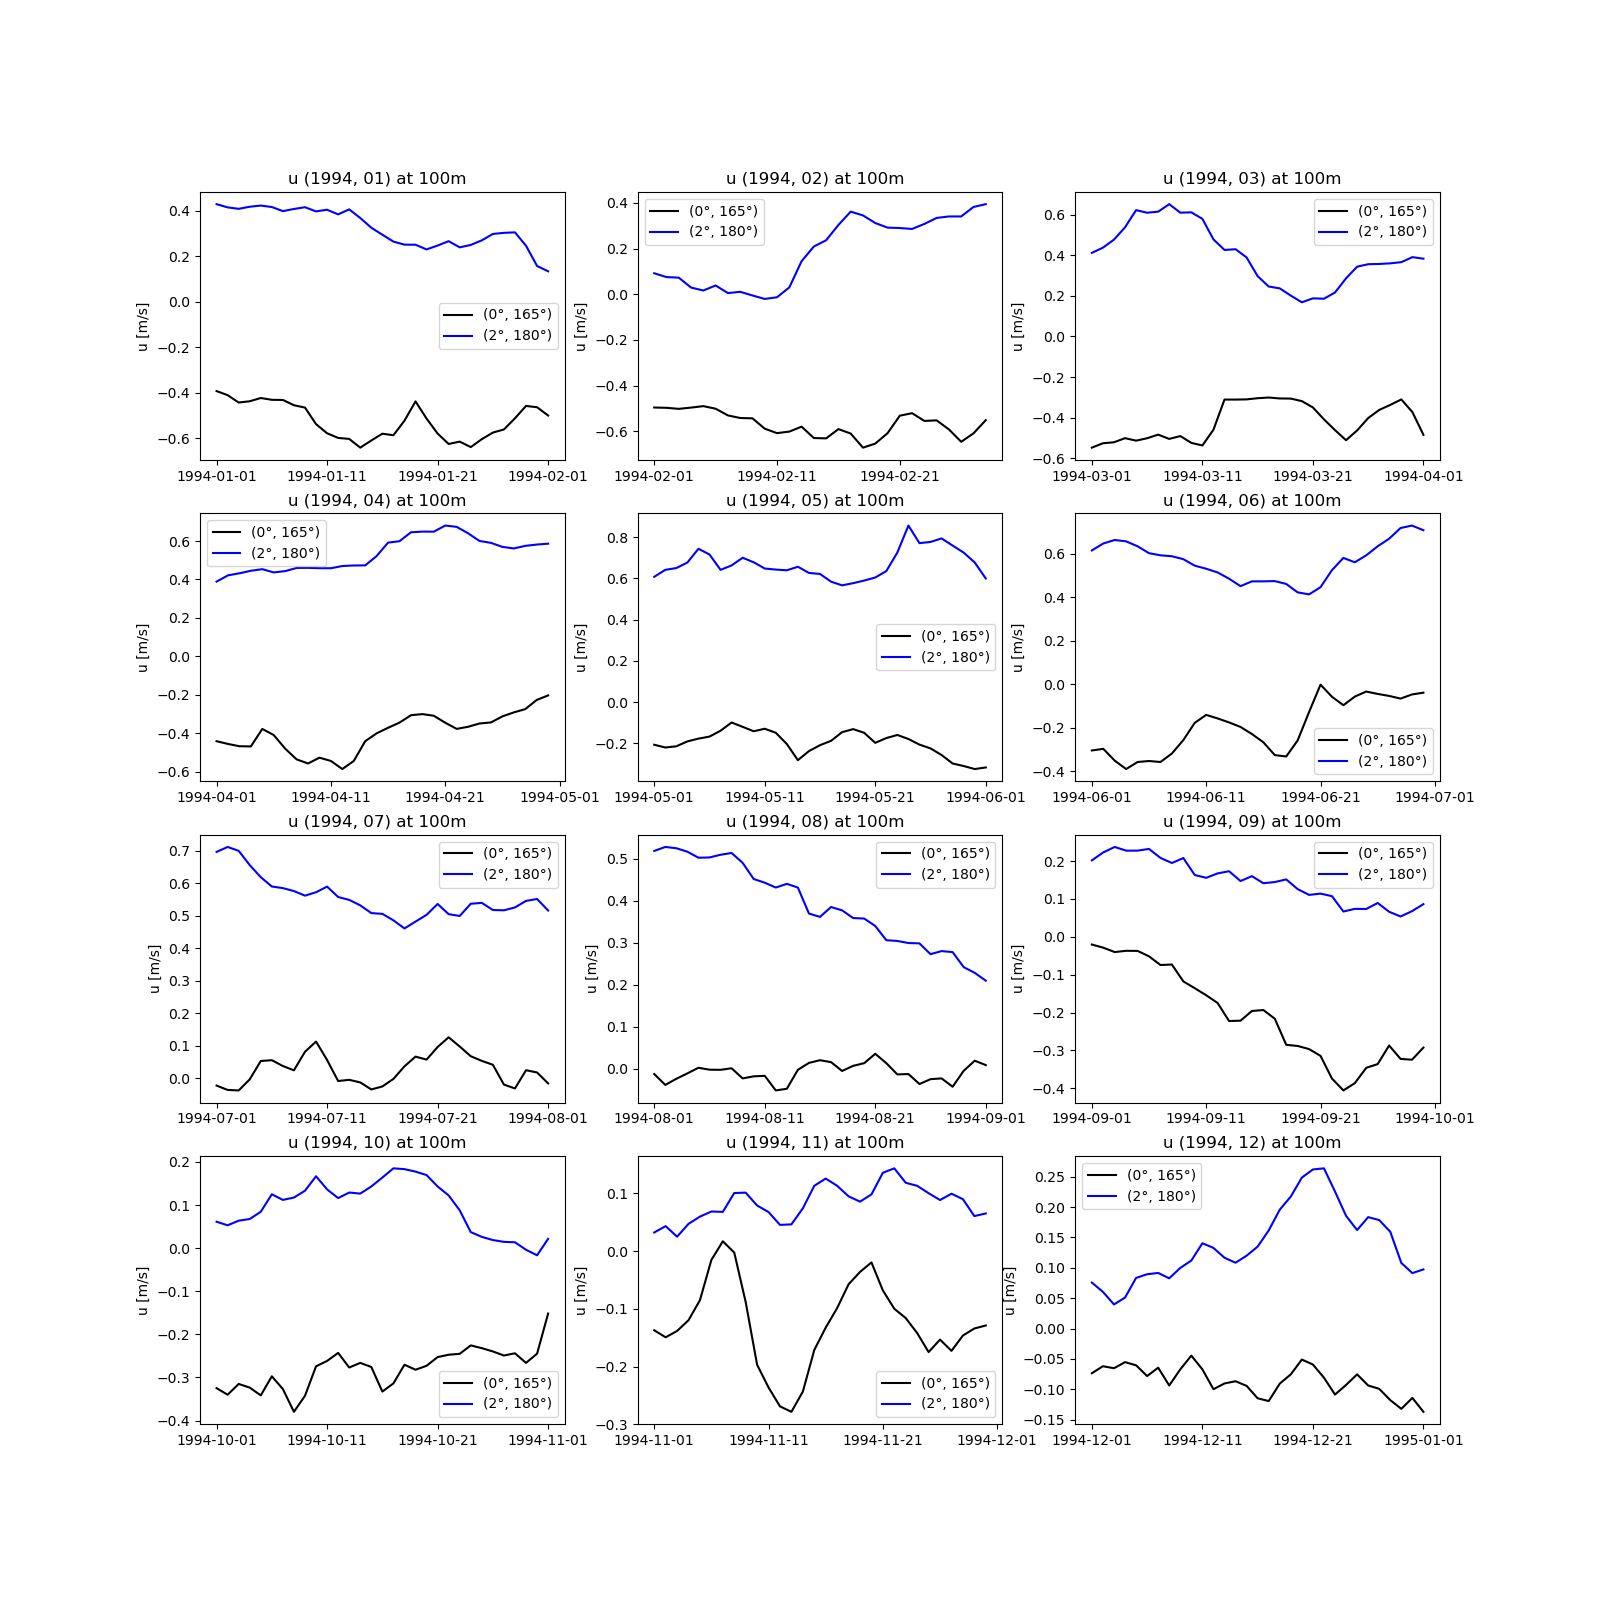 u (1994, 01) at 100m
u [m/s]
0.4
0.2
0.0
−0.2
−0.4
−0.6
(0°, 165°)
(2°, 180°)
1994-01-01 1994-01-11 1994-01-21 1994-02-01
u (1994, 02) at 100m
u [m/s]
0.4
0.2
0.0
−0.2
−0.4
−0.6
(0°, 165°)
(2°, 180°)
1994-02-01 1994-02-11 1994-02-21
u (1994, 03) at 100m
u [m/s]
0.6
0.4
0.2
0.0
−0.2
−0.4
−0.6
(0°, 165°)
(2°, 180°)
1994-03-01 1994-03-11 1994-03-21 1994-04-01
u (1994, 04) at 100m
u [m/s]
0.6
0.4
0.2
0.0
−0.2
−0.4
−0.6
(0°, 165°)
(2°, 180°)
1994-04-01 1994-04-11 1994-04-21 1994-05-01
u (1994, 05) at 100m
u [m/s]
0.8
0.6
0.4
0.2
0.0
−0.2
(0°, 165°)
(2°, 180°)
1994-05-01 1994-05-11 1994-05-21 1994-06-01
u (1994, 06) at 100m
u [m/s]
0.6
0.4
0.2
0.0
−0.2
−0.4
(0°, 165°)
(2°, 180°)
1994-06-01 1994-06-11 1994-06-21 1994-07-01
u (1994, 07) at 100m
u [m/s]
0.7
0.6
0.5
0.4
0.3
0.2
0.1
0.0
(0°, 165°)
(2°, 180°)
1994-07-01 1994-07-11 1994-07-21 1994-08-01
u (1994, 08) at 100m
u [m/s]
0.5
0.4
0.3
0.2
0.1
0.0
(0°, 165°)
(2°, 180°)
1994-08-01 1994-08-11 1994-08-21 1994-09-01
u (1994, 09) at 100m
u [m/s]
0.2
0.1
0.0
−0.1
−0.2
−0.3
−0.4
(0°, 165°)
(2°, 180°)
1994-09-01 1994-09-11 1994-09-21 1994-10-01
u (1994, 10) at 100m
u [m/s]
0.2
0.1
0.0
−0.1
−0.2
−0.3
−0.4
(0°, 165°)
(2°, 180°)
1994-10-01 1994-10-11 1994-10-21 1994-11-01
u (1994, 11) at 100m
u [m/s]
0.1
0.0
−0.1
−0.2
−0.3
(0°, 165°)
(2°, 180°)
1994-11-01 1994-11-11 1994-11-21 1994-12-01
u (1994, 12) at 100m
u [m/s]
0.25
0.20
0.15
0.10
0.05
0.00
−0.05
−0.10
−0.15
(0°, 165°)
(2°, 180°)
1994-12-01 1994-12-11 1994-12-21 1995-01-01